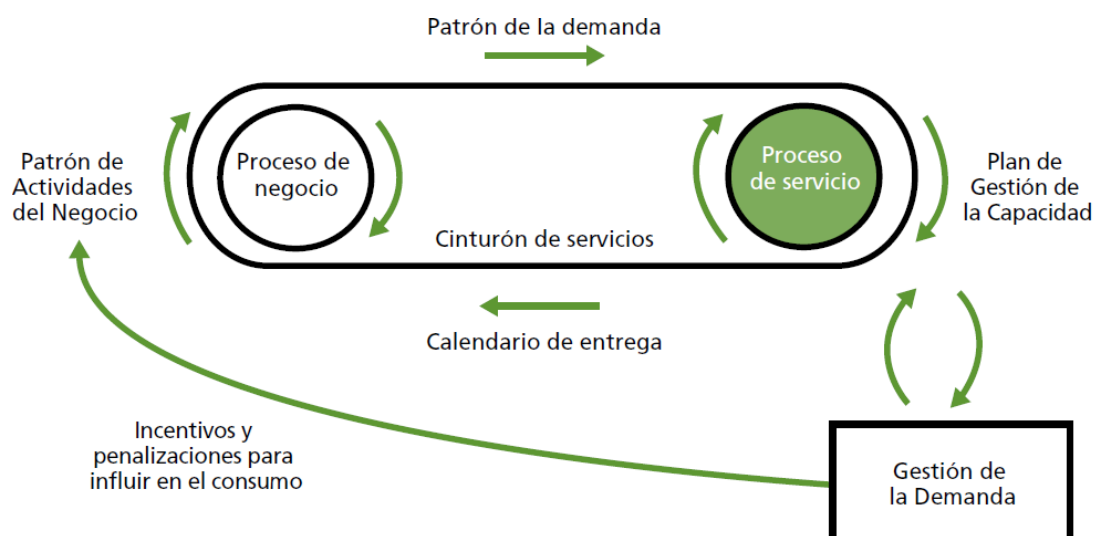 Patrón de la demanda
Patrón de
Actividades
del Negocio
Proceso de
negocio
Proceso
de servicio
Plan de
Gestión de
la Capacidad
Cinturón de servicios
Calendario de entrega
Incentivos y
penalizaciones para
influir en el consumo
Gestión de
la Demanda